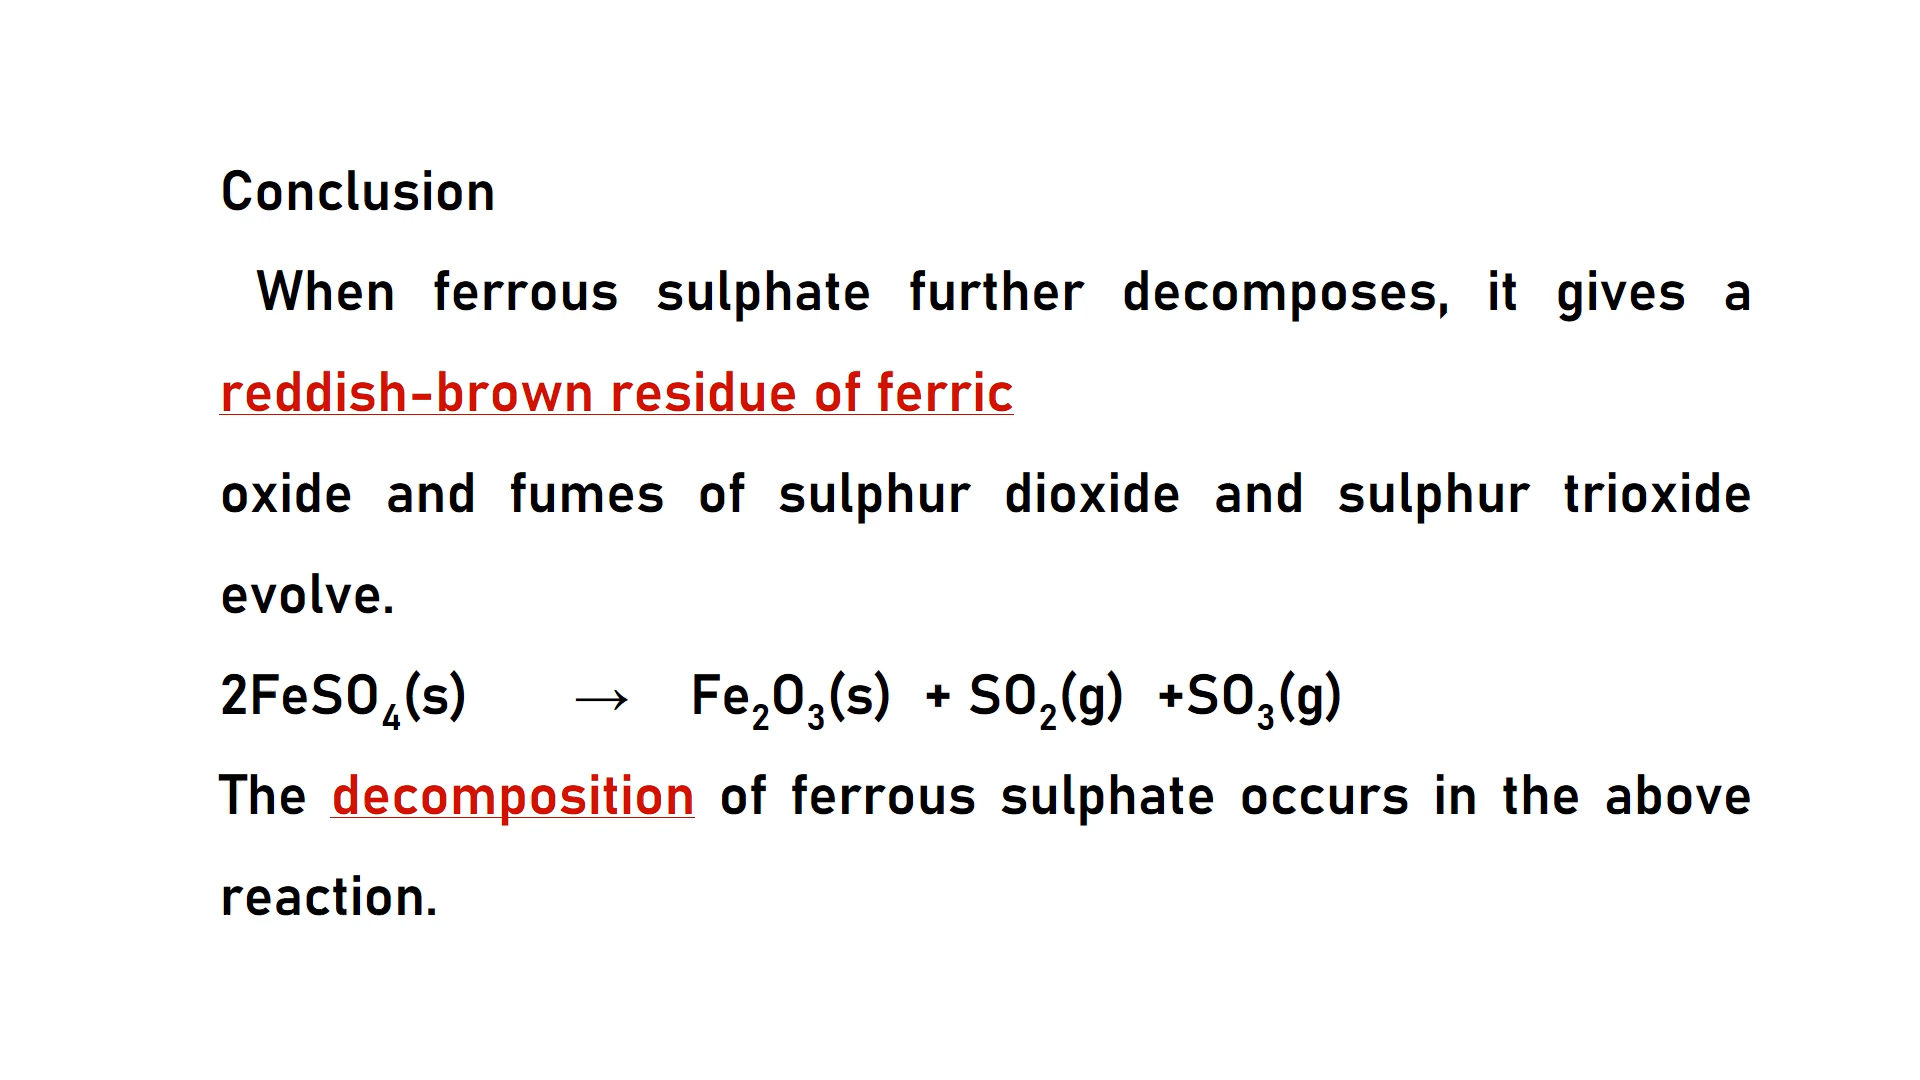 Conclusion
When ferrous sulphate further decomposes, it gives a
reddish-brown residue of ferric
oxide and fumes of sulphur dioxide and sulphur trioxide
evolve.
2FeSO₄(s) → Fe₂O₃(s) + SO₂(g) +SO₃(g)
The decomposition of ferrous sulphate occurs in the above
reaction.